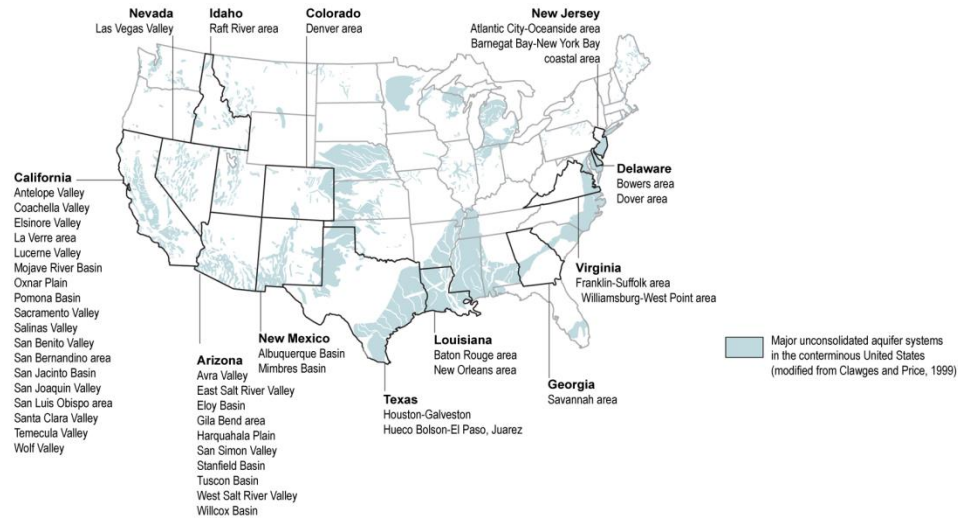 Nevada
Las Vegas Valley
Idaho
Raft River area
Colorado
Denver area
New Jersey
Atlantic City-Oceanside area
Barnegat Bay-New York Bay
coastal area
California
Antelope Valley
Coachella Valley
Elsinore Valley
La Verre area
Lucerne Valley
Mojave River Basin
Oxnar Plain
Pomona Basin
Sacramento Valley
Salinas Valley
San Benito Valley
San Bernandino area
San Jacinto Basin
San Joaquin Valley
San Luis Obispo area
Santa Clara Valley
Temecula Valley
Wolf Valley
Arizona
Avra Valley
East Salt River Valley
Eloy Basin
Gila Bend area
Harquahala Plain
San Simon Valley
Stanfield Basin
Tuscon Basin
West Salt River Valley
Willcox Basin
New Mexico
Albuquerque Basin
Mimbres Basin
Texas
Houston-Galveston
Hueco Bolson-El Paso, Juarez
Louisiana
Baton Rouge area
New Orleans area
Georgia
Savannah area
Virginia
Franklin-Suffolk area
Williamsburg-West Point area
Delaware
Bowers area
Dover area
Major unconsolidated aquifer systems
in the conterminous United States
(modified from Clawges and Price, 1999)